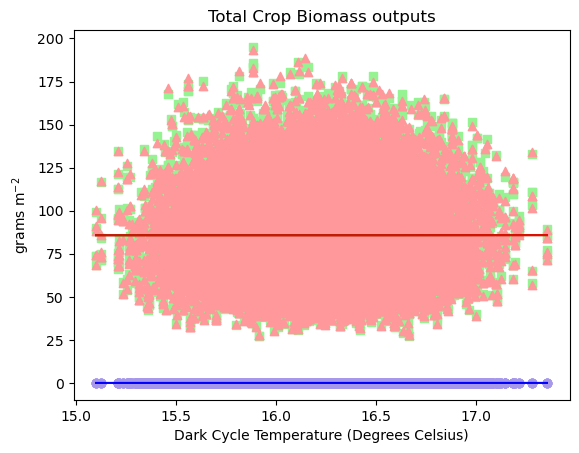 Total Crop Biomass outputs
200
175
150
125
100
75
50
25
0
grams m⁻²
15.0 15.5 16.0 16.5 17.0
Dark Cycle Temperature (Degrees Celsius)